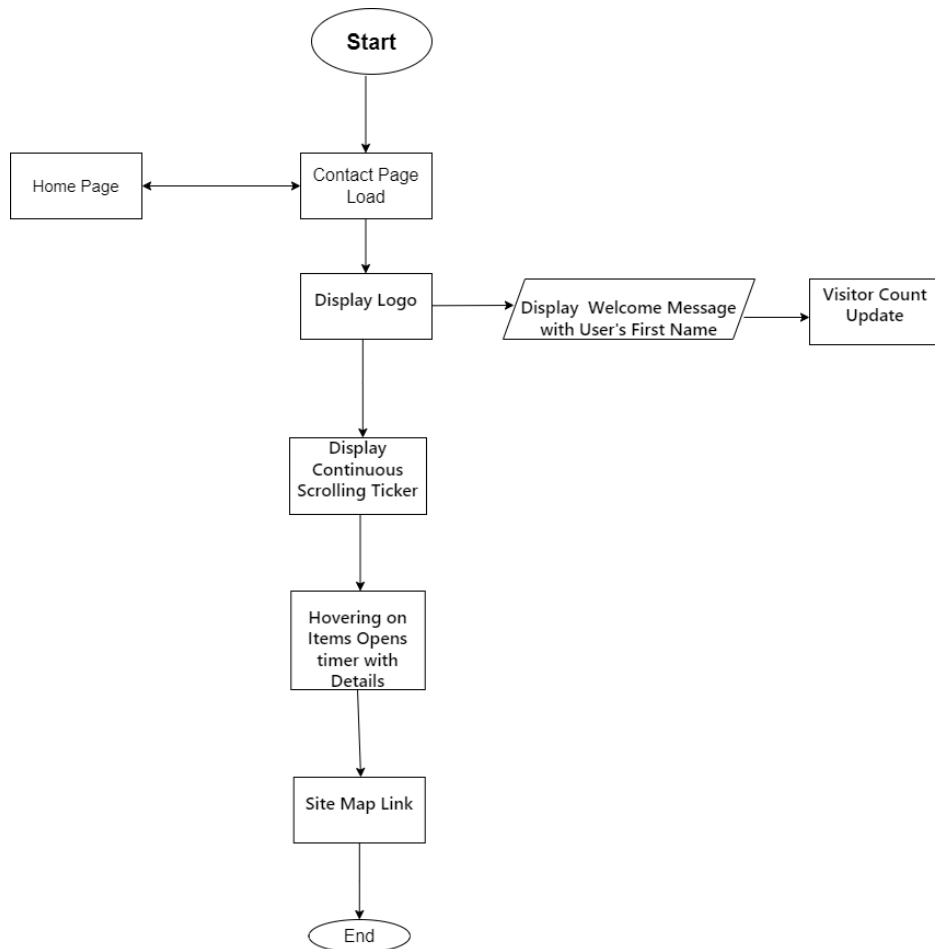 Start
Home Page
Contact Page
Load
Display Logo
Display Welcome Message
with User's First Name
Visitor Count
Update
Display
Continuous
Scrolling Ticker
Hovering on
Items Opens
timer with
Details
Site Map Link
End